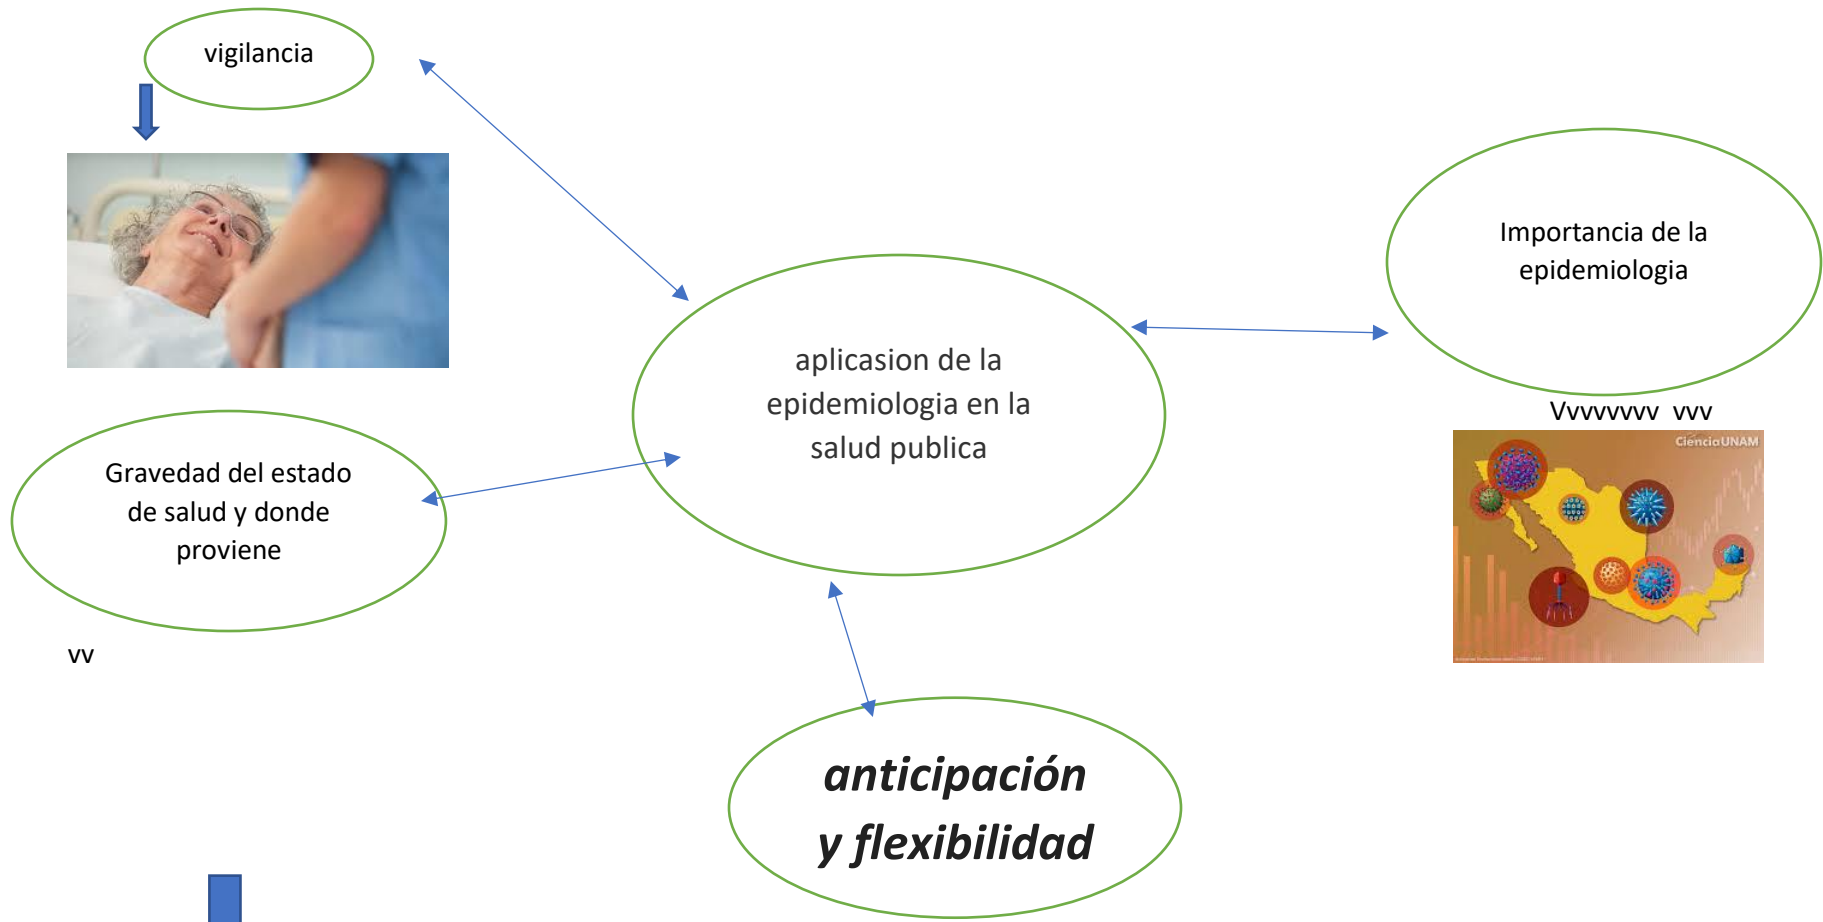 vigilancia
Importancia de la
epidemiologia
Vvvvvvvv vvv
CienciaUNAM
aplicasion de la
epidemiologia en la
salud publica
Gravedad del estado
de salud y donde
proviene
vv
anticipación
y flexibilidad